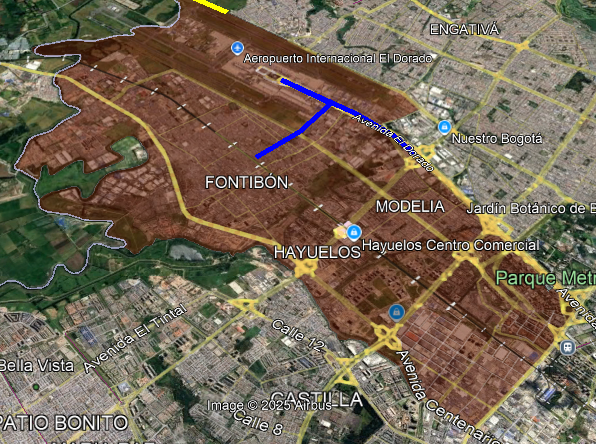 ENGATIVÁ
Aeropuerto Internacional El Dorado
Avenida El Dorado
Nuestro Bogotá
FONTIBÓN
MODELIA
Jardín Botánico de B
HAYUELOS
Hayuelos Centro Comercial
Parque Metr
Avenida
Avenida El Tintal
Calle 12
Bella Vista
Avenida Centenario
CASTILLA
Image © 2025 Airbus
PATIO BONITO
Calle 8